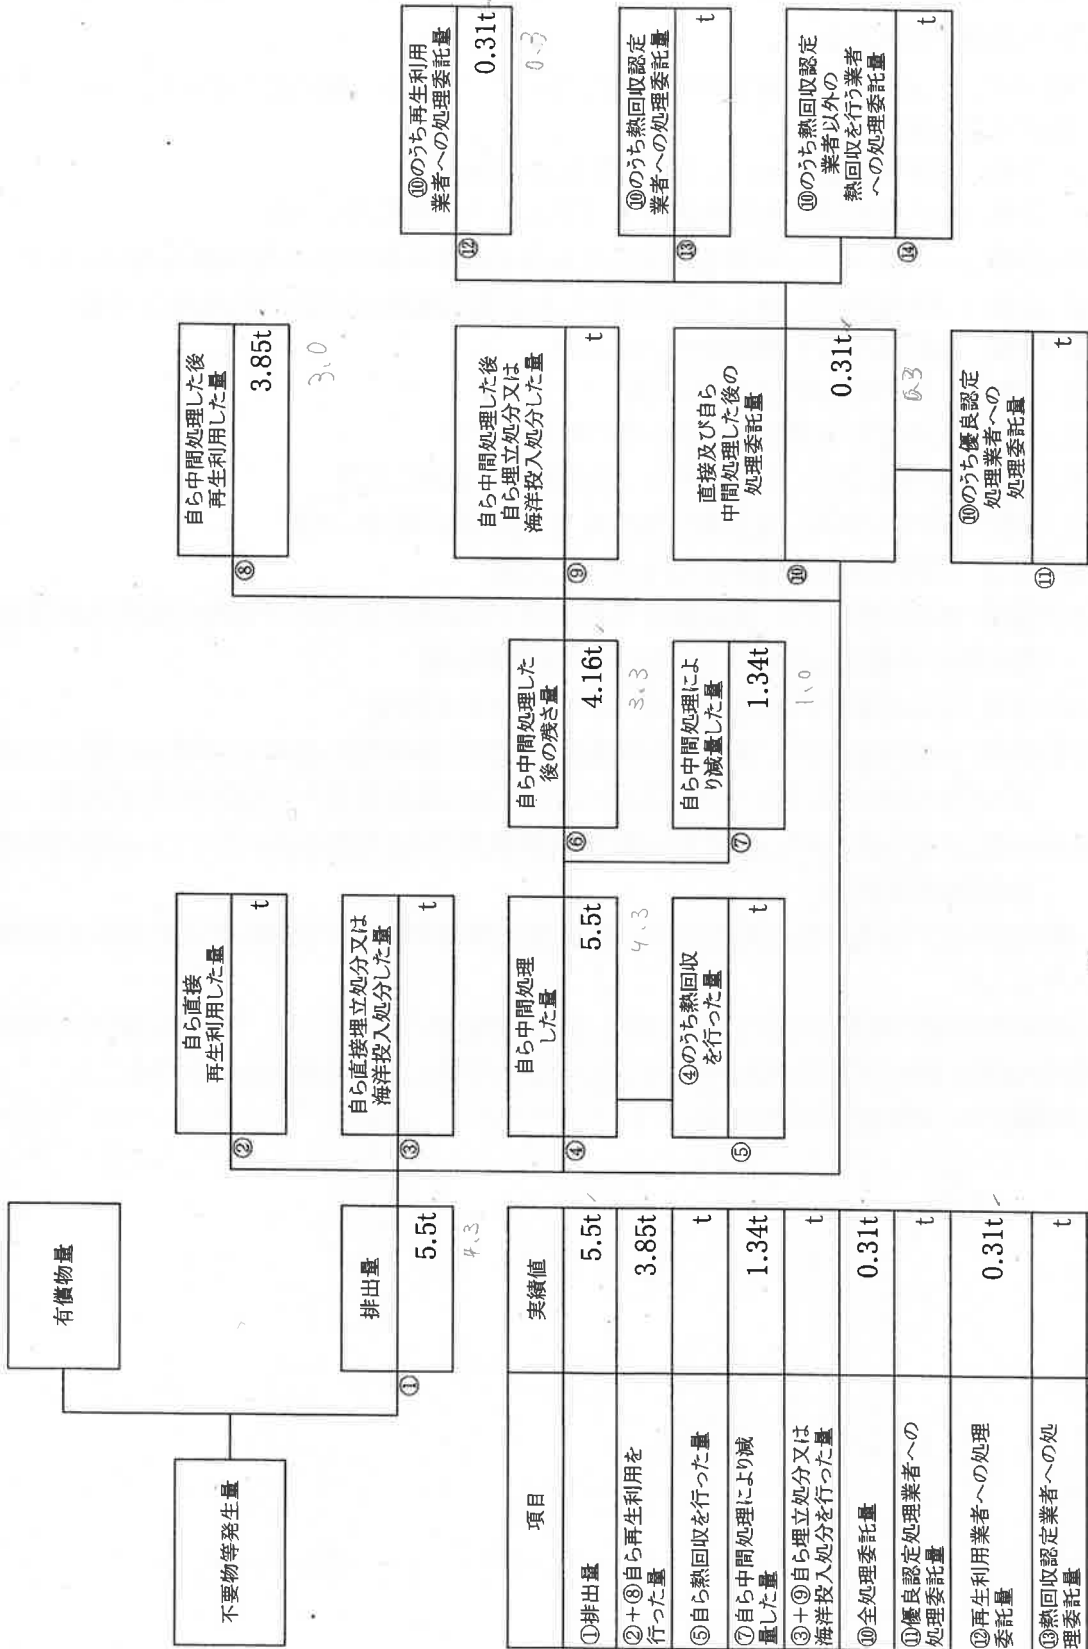 不要物等発生量
有償物量
排出量
①
5.5t
4.3
自ら直接
再生利用した量
②
t
自ら直接埋立処分又は
海洋投入処分した量
③
t
自ら中間処理
した量
④
5.5t
4.3
④のうち熱回収
を行った量
⑤
t
自ら中間処理した
後の残さ量
⑥
4.16t
3.3
自ら中間処理によ
り減量した量
⑦
1.34t
1.0
自ら中間処理した後
再生利用した量
⑧
3.85t
3.0
自ら中間処理した後
自ら埋立処分又は
海洋投入処分した量
⑨
t
直接及び自ら
中間処理した後の
処理委託量
⑩
0.31t
0.3
⑩のうち優良認定
処理業者への
処理委託量
⑪
t
⑩のうち再生利用
業者への処理委託量
⑫
0.31t
0.3
⑩のうち熱回収認定
業者への処理委託量
⑬
t
⑩のうち熱回収認定
業者以外の
熱回収を行う業者
への処理委託量
⑭
t
項目 実績値
①排出量 5.5t
②+⑧自ら再生利用を
行った量 3.85t
⑤自ら熱回収を行った量 t
⑦自ら中間処理により減
量した量 1.34t
③+⑨自ら埋立処分又は
海洋投入処分を行った量 t
⑩全処理委託量 0.31t
⑪優良認定処理業者への
処理委託量 t
⑫再生利用業者への処理
委託量 0.31t
⑬熱回収認定業者への処
理委託量 t